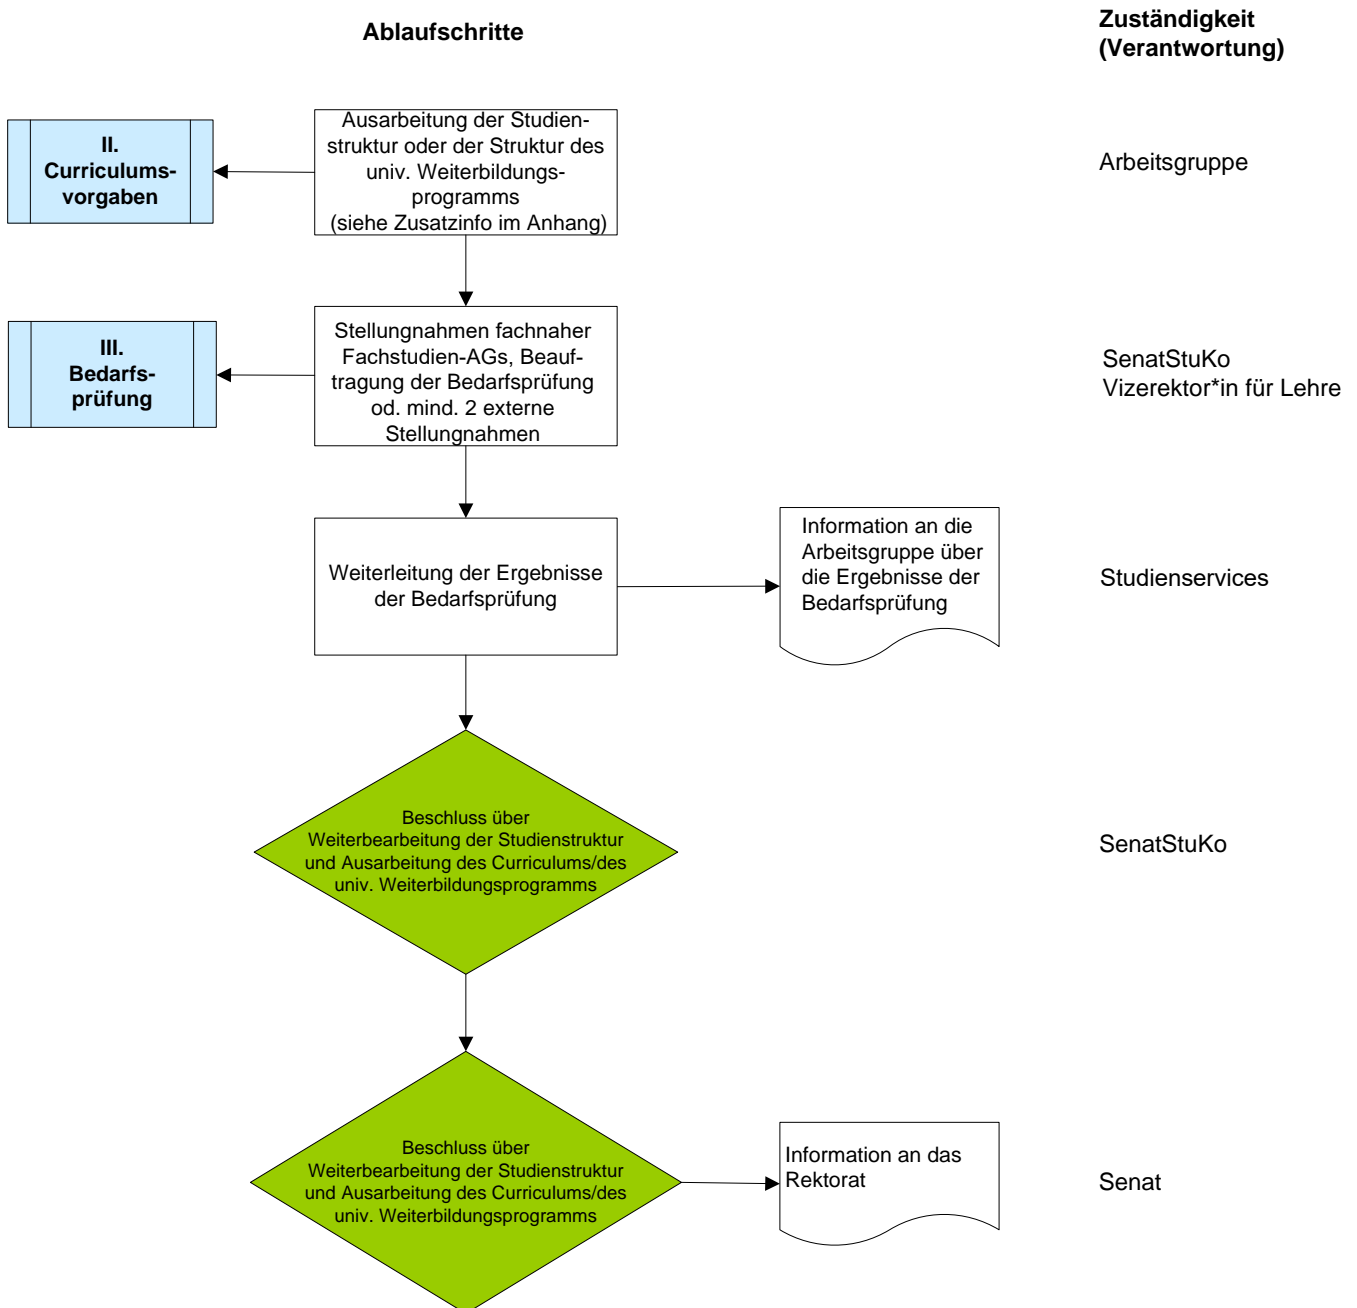 Ablaufschritte
Zuständigkeit
(Verantwortung)
II.
Curriculums-
vorgaben
Ausarbeitung der Studien-
struktur oder der Struktur des
univ. Weiterbildungs-
programms
(siehe Zusatzinfo im Anhang)
Arbeitsgruppe
III.
Bedarfs-
prüfung
Stellungnahmen fachnaher
Fachstudien-AGs, Beauf-
tragung der Bedarfsprüfung
od. mind. 2 externe
Stellungnahmen
SenatStuKo
Vizerektor*in für Lehre
Weiterleitung der Ergebnisse
der Bedarfsprüfung
Information an die
Arbeitsgruppe über
die Ergebnisse der
Bedarfsprüfung
Studienservices
Beschluss über
Weiterbearbeitung der Studienstruktur
und Ausarbeitung des Curriculums/des
univ. Weiterbildungsprogramms
SenatStuKo
Beschluss über
Weiterbearbeitung der Studienstruktur
und Ausarbeitung des Curriculums/des
univ. Weiterbildungsprogramms
Information an das
Rektorat
Senat